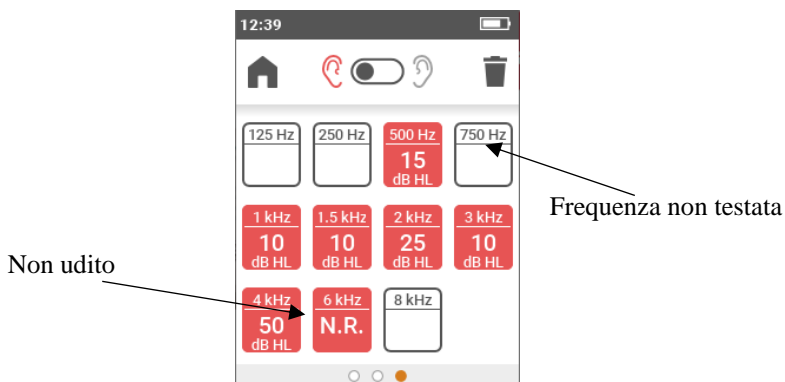 12:39
125 Hz 250 Hz 500 Hz 750 Hz
15
dB HL
Frequenza non testata
1 kHz 1.5 kHz 2 kHz 3 kHz
10 10 25 10
dB HL dB HL dB HL dB HL
Non udito
4 kHz 6 kHz 8 kHz
50 N.R.
dB HL